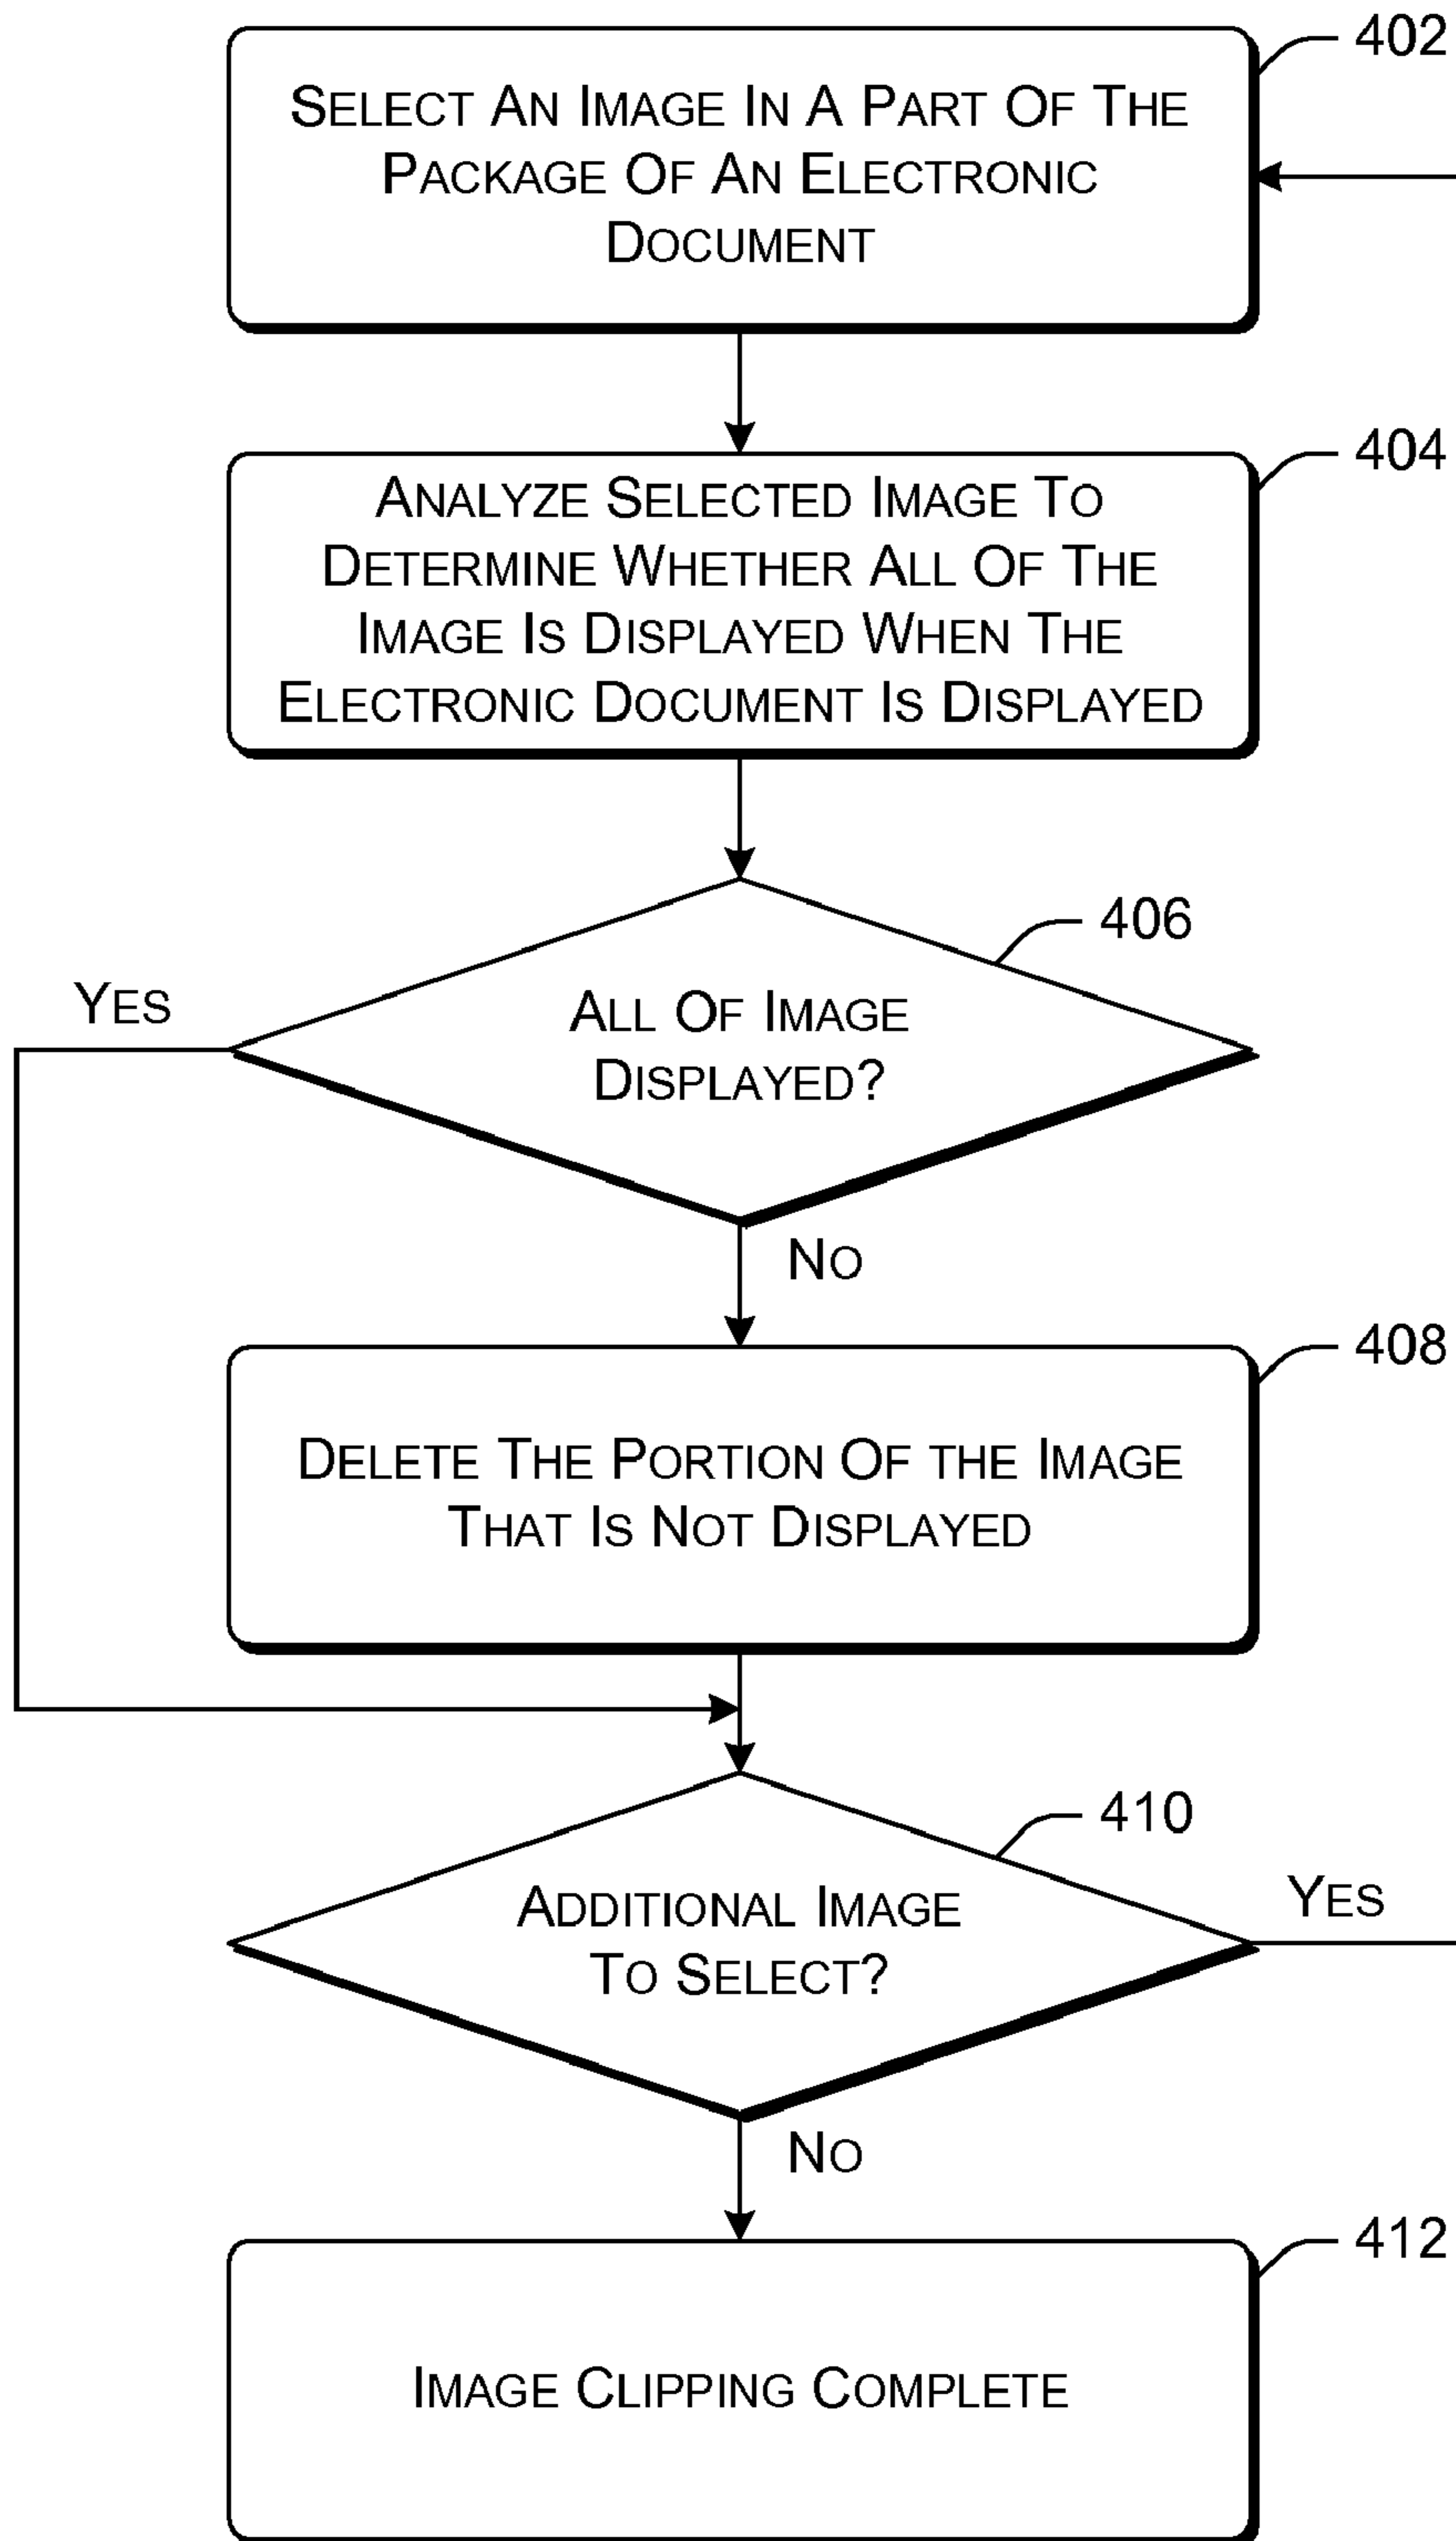 402
SELECT AN IMAGE IN A PART OF THE
PACKAGE OF AN ELECTRONIC
DOCUMENT
404
ANALYZE SELECTED IMAGE TO
DETERMINE WHETHER ALL OF THE
IMAGE IS DISPLAYED WHEN THE
ELECTRONIC DOCUMENT IS DISPLAYED
406
YES
ALL OF IMAGE
DISPLAYED?
NO
408
DELETE THE PORTION OF THE IMAGE
THAT IS NOT DISPLAYED
410
YES
ADDITIONAL IMAGE
TO SELECT?
NO
412
IMAGE CLIPPING COMPLETE